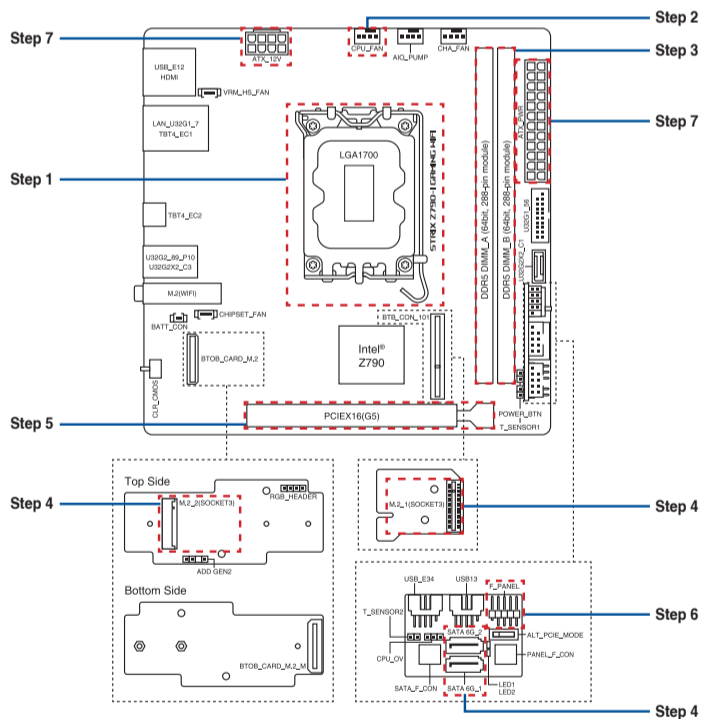 Step 2
Step 7
CPU_FAN
ATX_12V
AIO_PUMP
CHA_FAN
Step 3
USB_E12
HDMI
VRM_HS_FAN
LAN_U32G1_7
TBT4_EC1
ATX_PWR
Step 7
LGA1700
STRIX Z790-I GAMING WIFI
DDR5 DIMM_A (64bit, 288-pin module)
DDR5 DIMM_B (64bit, 288-pin module)
Step 1
U32G1_56
TBT4_EC2
U32G2X2_C1
U32G2_89_P10
U32G2X2_C3
M.2(WIFI)
CHIPSET_FAN
BATT_CON
BTB_CON_101
BTOB_CARD_M.2
Intel®
Z790
CLR_CMOS
PCIEX16(G5)
POWER_BTN
T_SENSOR1
Step 5
Top Side
RGB_HEADER
Step 4
M.2_2(SOCKET3)
ADD GEN2
M.2_1(SOCKET3)
Step 4
Bottom Side
BTOB_CARD_M.2_M
USB_E34
USB13
F_PANEL
T_SENSOR2
Step 6
SATA 6G_2
ALT_PCIE_MODE
CPU_OV
PANEL_F_CON
SATA_F_CON
SATA 6G_1
LED1
LED2
Step 4